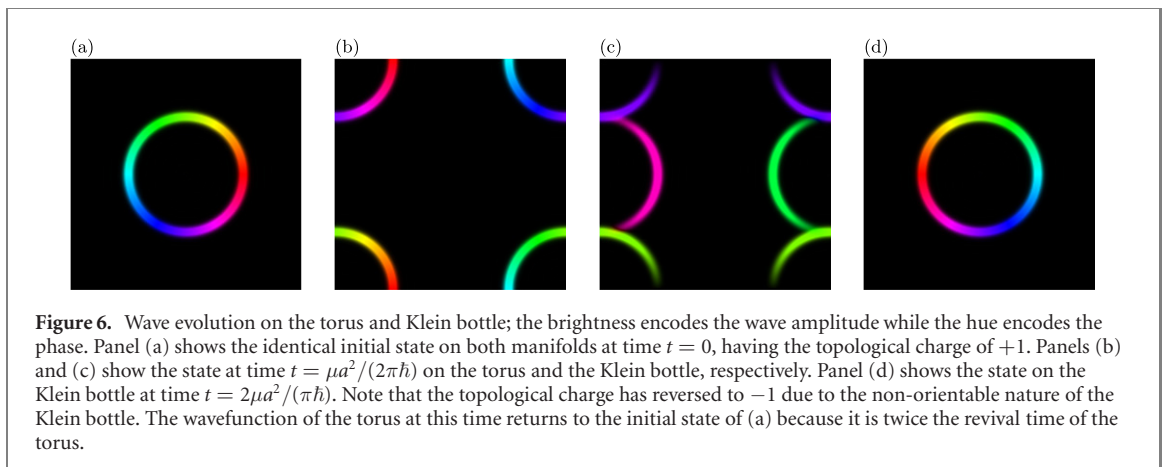 (a) (b) (c) (d)
Figure 6. Wave evolution on the torus and Klein bottle; the brightness encodes the wave amplitude while the hue encodes the
phase. Panel (a) shows the identical initial state on both manifolds at time t = 0, having the topological charge of +1. Panels (b)
and (c) show the state at time t = μa²/(2πħ) on the torus and the Klein bottle, respectively. Panel (d) shows the state on the
Klein bottle at time t = 2μa²/(πħ). Note that the topological charge has reversed to −1 due to the non-orientable nature of the
Klein bottle. The wavefunction of the torus at this time returns to the initial state of (a) because it is twice the revival time of the
torus.